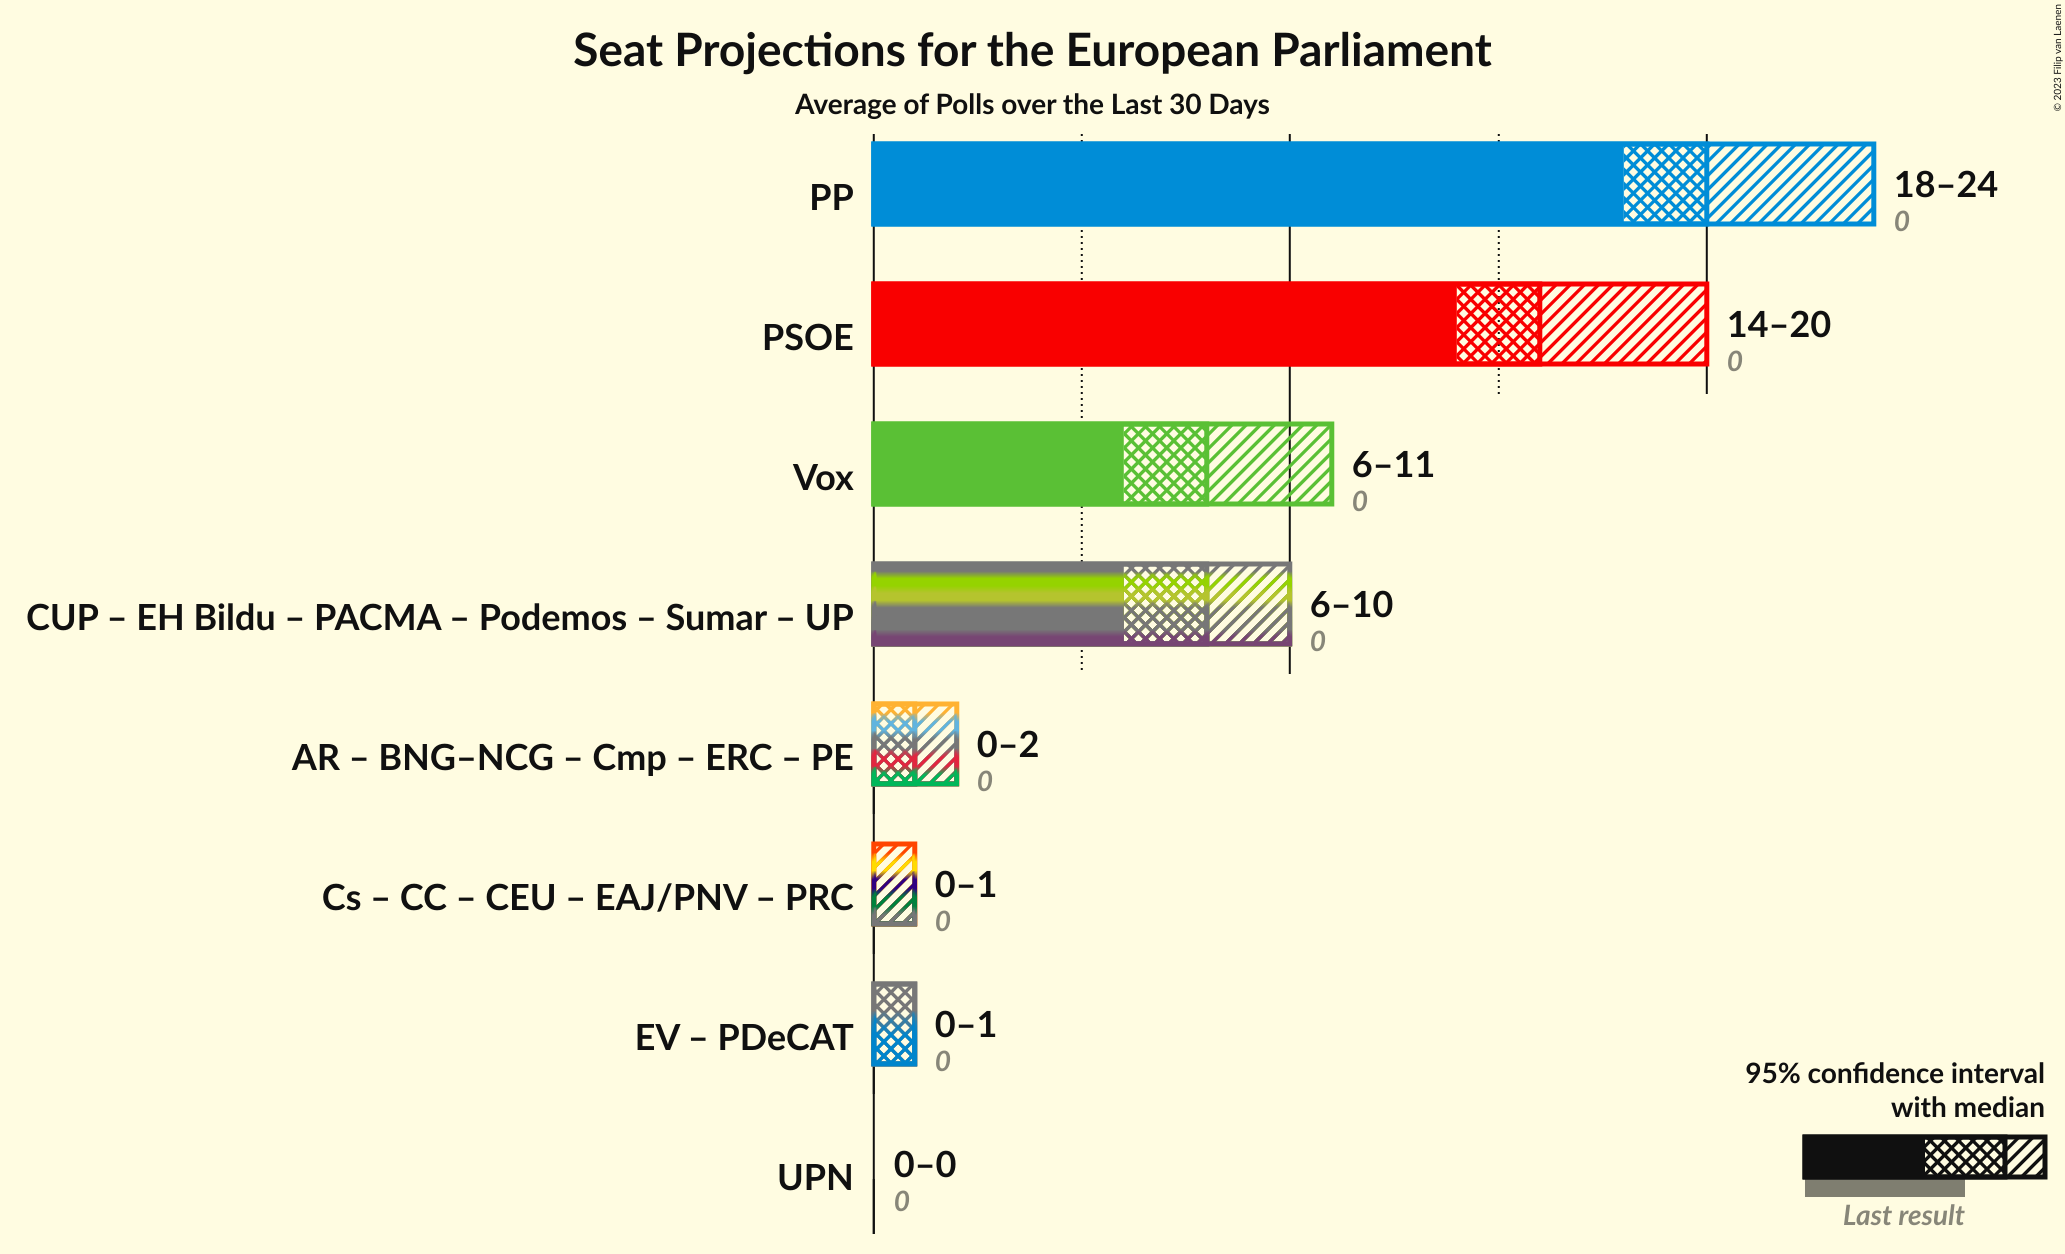 Seat Projections for the European Parliament
Average of Polls over the Last 30 Days
© 2023 Filip van Laenen
PP
18–24
0
PSOE
14–20
0
Vox
6–11
0
CUP – EH Bildu – PACMA – Podemos – Sumar – UP
6–10
0
AR – BNG–NCG – Cmp – ERC – PE
0–2
0
Cs – CC – CEU – EAJ/PNV – PRC
0–1
0
EV – PDeCAT
0–1
0
UPN
0–0
0
95% confidence interval
with median
Last result